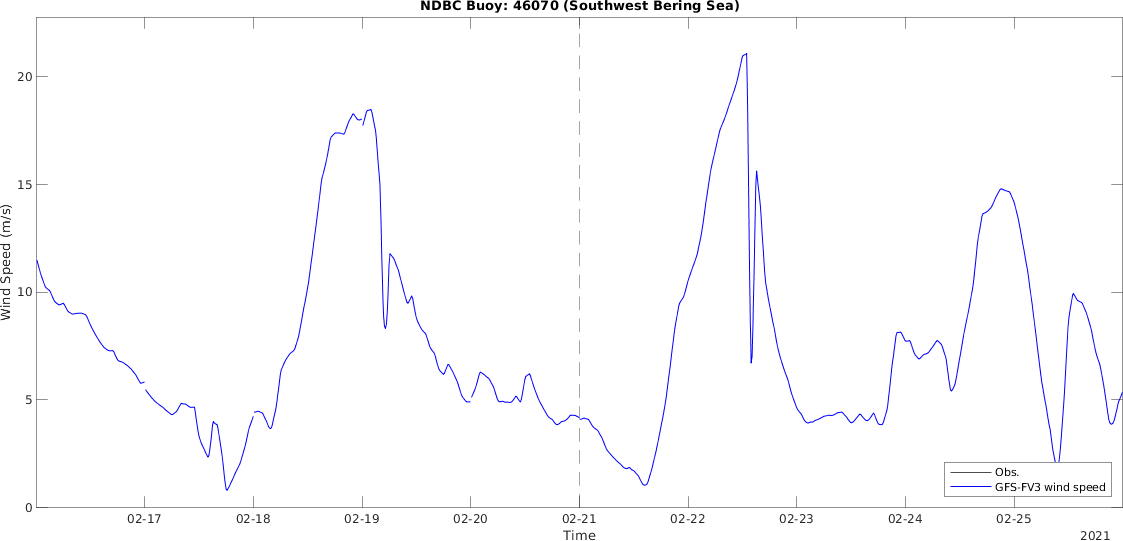 NDBC Buoy: 46070 (Southwest Bering Sea)
20
15
10
5
0
Wind Speed (m/s)
02-17 02-18 02-19 02-20 02-21 02-22 02-23 02-24 02-25
Time
2021
Obs.
GFS-FV3 wind speed